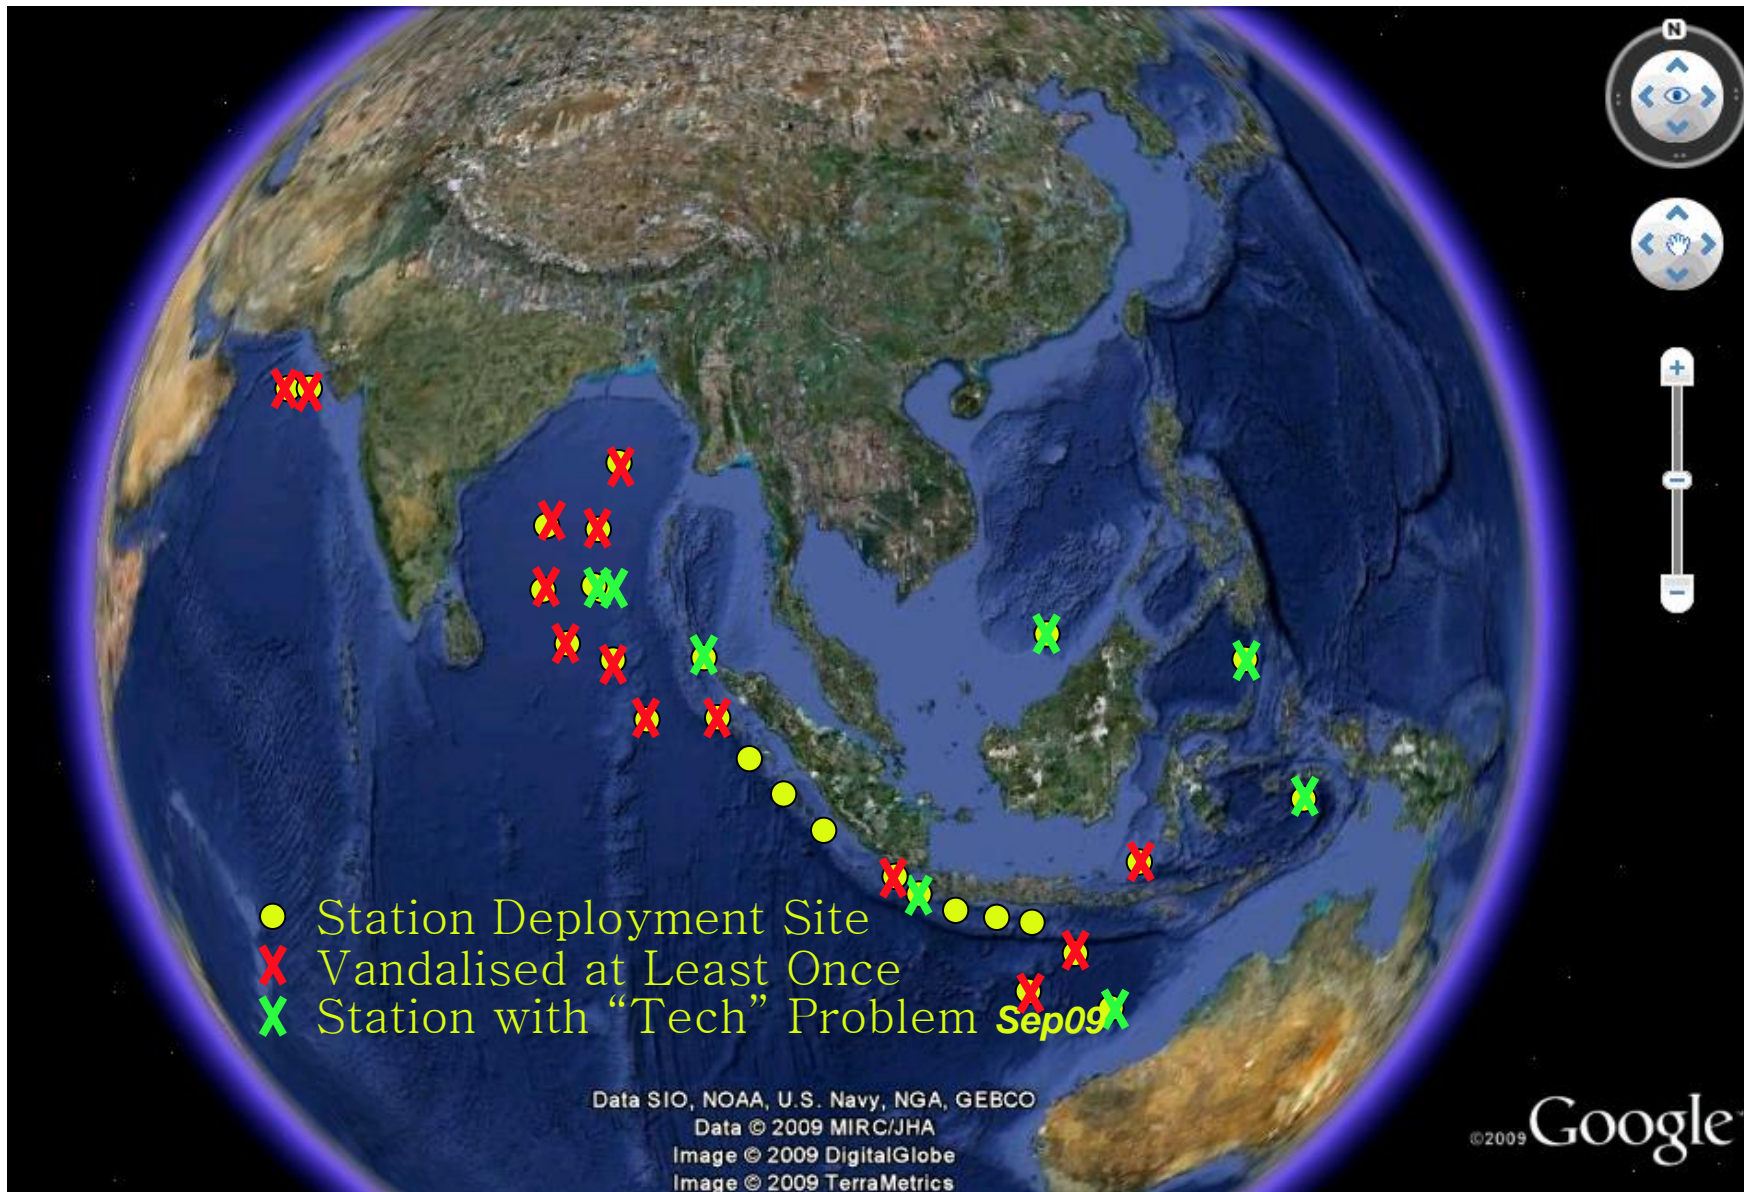 N
Station Deployment Site
Vandalised at Least Once
Station with “Tech” Problem Sep09
Data SIO, NOAA, U.S. Navy, NGA, GEBCO
Data © 2009 MIRC/JHA
Image © 2009 DigitalGlobe
Image © 2009 TerraMetrics
©2009 Google